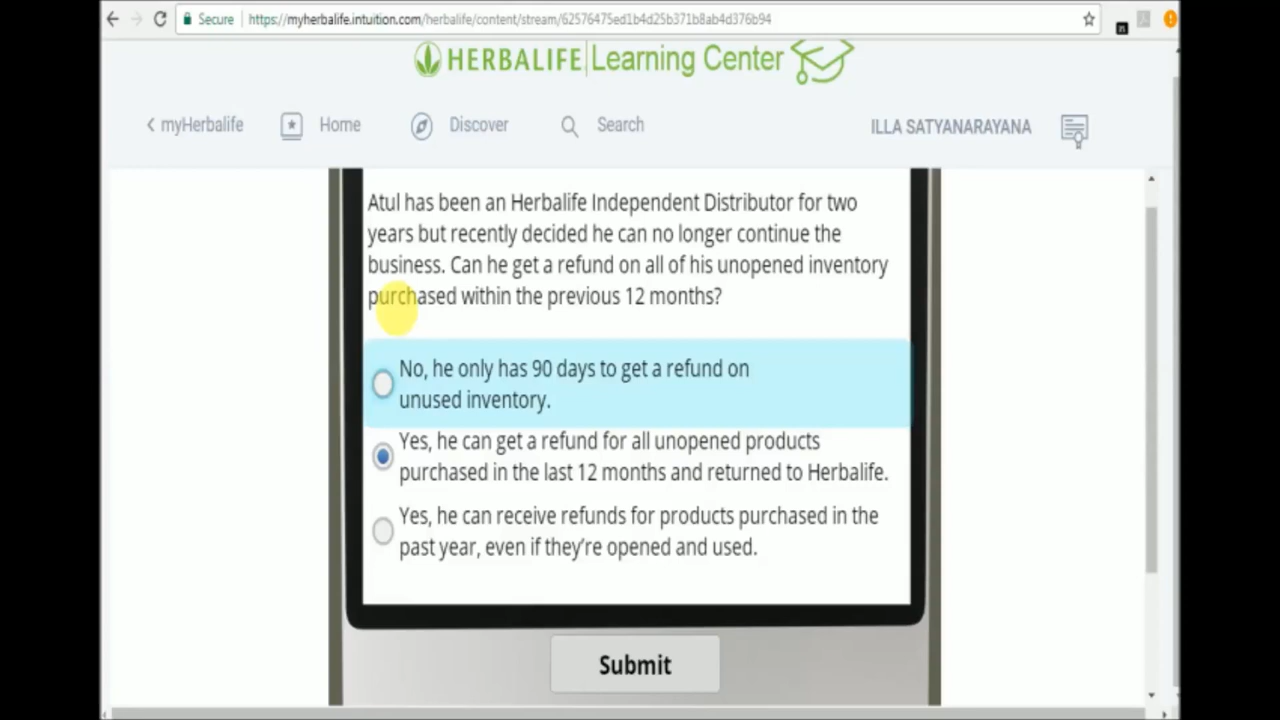 Secure https://myherbalife.intuition.com/herbalife/content/stream/62576475ed1b4d25b371b8ab4d376b94
HERBALIFE Learning Center
myHerbalife Home Discover Search ILLA SATYANARAYANA
Atul has been an Herbalife Independent Distributor for two
years but recently decided he can no longer continue the
business. Can he get a refund on all of his unopened inventory
purchased within the previous 12 months?
No, he only has 90 days to get a refund on
unused inventory.
Yes, he can get a refund for all unopened products
purchased in the last 12 months and returned to Herbalife.
Yes, he can receive refunds for products purchased in the
past year, even if they're opened and used.
Submit